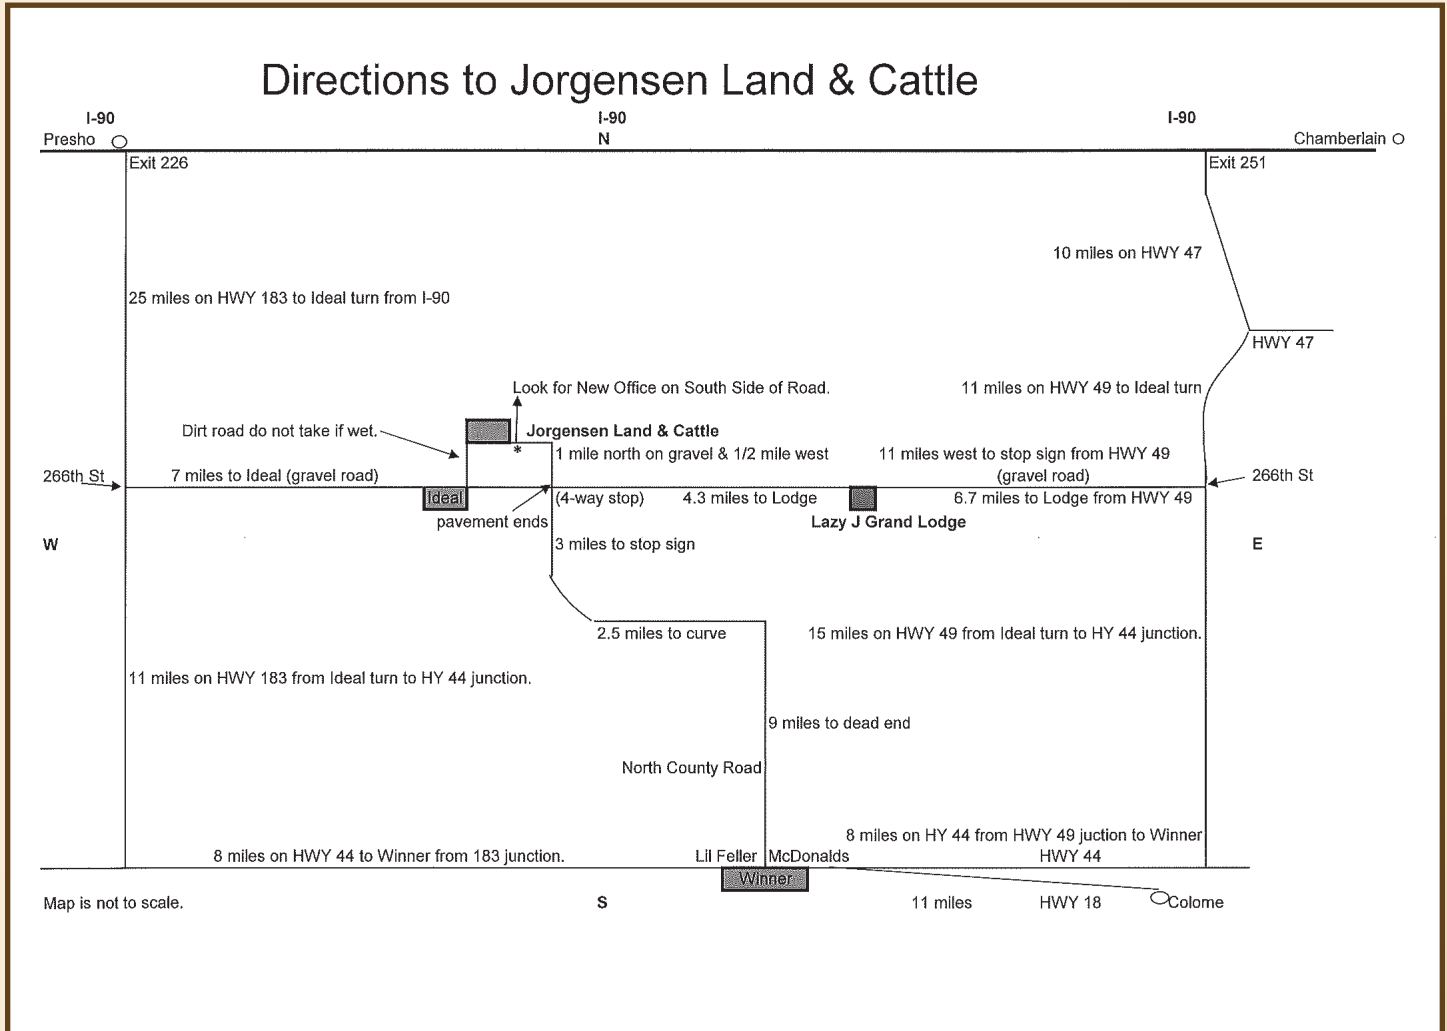 Directions to Jorgensen Land & Cattle
I-90
I-90
I-90
Presho
N
Chamberlain
Exit 226
Exit 251
10 miles on HWY 47
25 miles on HWY 183 to Ideal turn from I-90
HWY 47
Look for New Office on South Side of Road.
11 miles on HWY 49 to Ideal turn
Dirt road do not take if wet.
Jorgensen Land & Cattle
*
1 mile north on gravel & 1/2 mile west
11 miles west to stop sign from HWY 49
(gravel road)
266th St
7 miles to Ideal (gravel road)
266th St
Ideal
(4-way stop)
4.3 miles to Lodge
6.7 miles to Lodge from HWY 49
pavement ends
Lazy J Grand Lodge
W
3 miles to stop sign
E
2.5 miles to curve
15 miles on HWY 49 from Ideal turn to HY 44 junction.
11 miles on HWY 183 from Ideal turn to HY 44 junction.
9 miles to dead end
North County Road
8 miles on HY 44 from HWY 49 juction to Winner
8 miles on HWY 44 to Winner from 183 junction.
Lil Feller
McDonalds
HWY 44
Winner
Map is not to scale.
S
11 miles
HWY 18
Colome